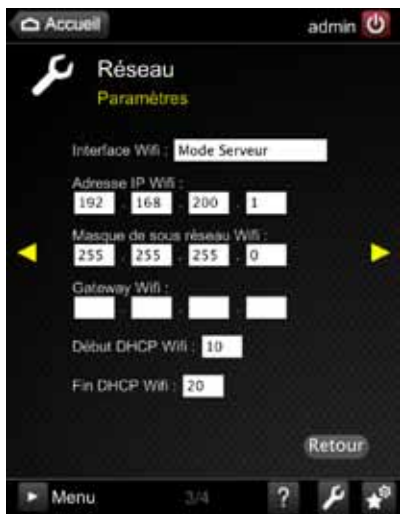 Accueil admin
Réseau
Paramètres
Interface Wifi : Mode Serveur
Adresse IP Wifi :
192 . 168 . 200 . 1
Masque de sous réseau Wifi :
255 . 255 . 255 . 0
Gateway Wifi :
. . .
Début DHCP Wifi : 10
Fin DHCP Wifi : 20
Retour
Menu 3/4 ?